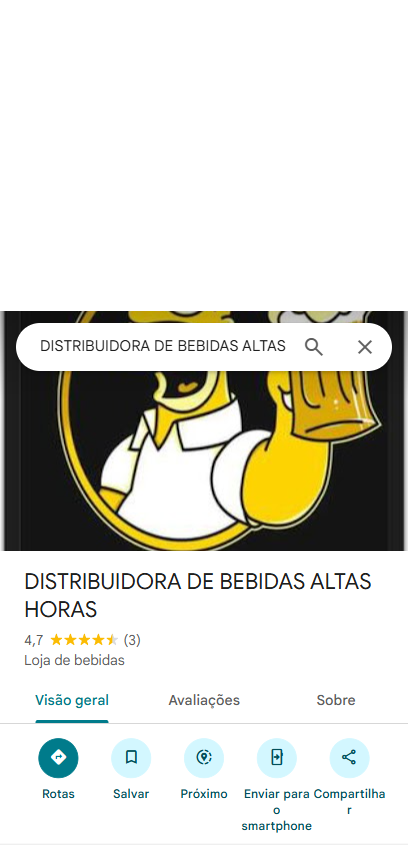 DISTRIBUIDORA DE BEBIDAS ALTAS
DISTRIBUIDORA DE BEBIDAS ALTAS
HORAS
4,7 (3)
Loja de bebidas
Visão geral Avaliações Sobre
Rotas Salvar Próximo Enviar para Compartilha
o r
smartphone